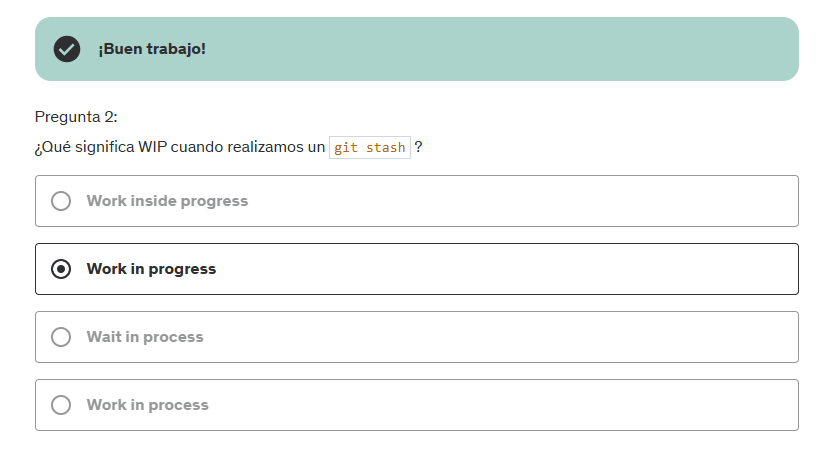 ¡Buen trabajo!
Pregunta 2:
¿Qué significa WIP cuando realizamos un git stash ?
Work inside progress
Work in progress
Wait in process
Work in process